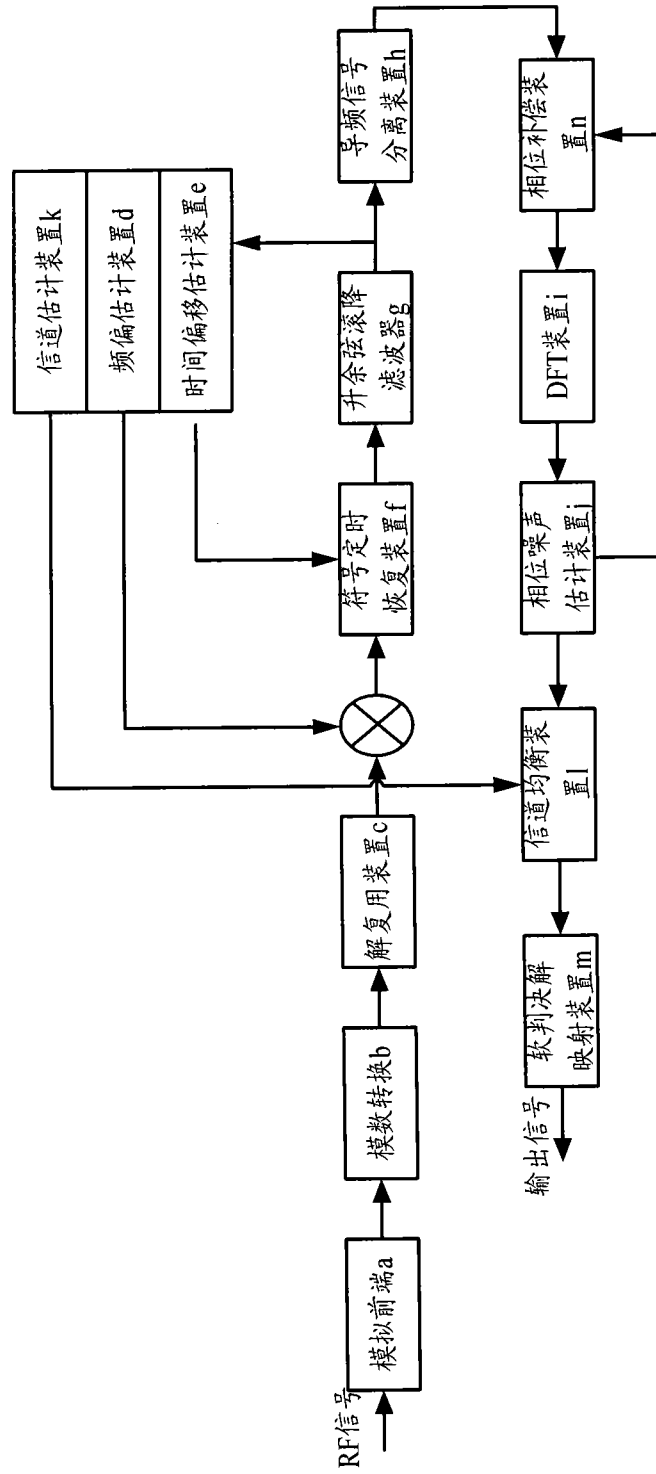 RF信号
模拟前端a
模数转换b
解复用装置c
符号定时
恢复装置f
升余弦滚降
滤波器g
导频信号
分离装置h
信道估计装置k
频偏估计装置d
时间偏移估计装置e
相位补偿装
置n
DFT装置i
相位噪声
估计装置j
信道均衡装
置l
软判决解
映射装置m
输出信号